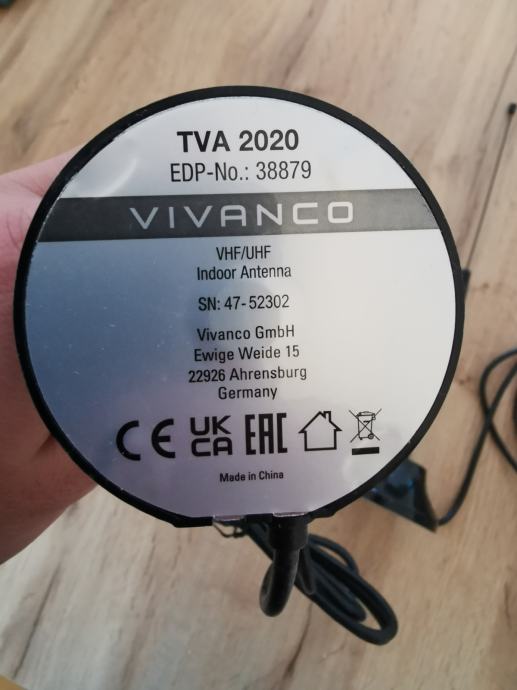 TVA 2020
EDP-No.: 38879
VIVANCO
VHF/UHF
Indoor Antenna
SN: 47-52302
Vivanco GmbH
Ewige Weide 15
22926 Ahrensburg
Germany
CE UK CA EAC
Made in China